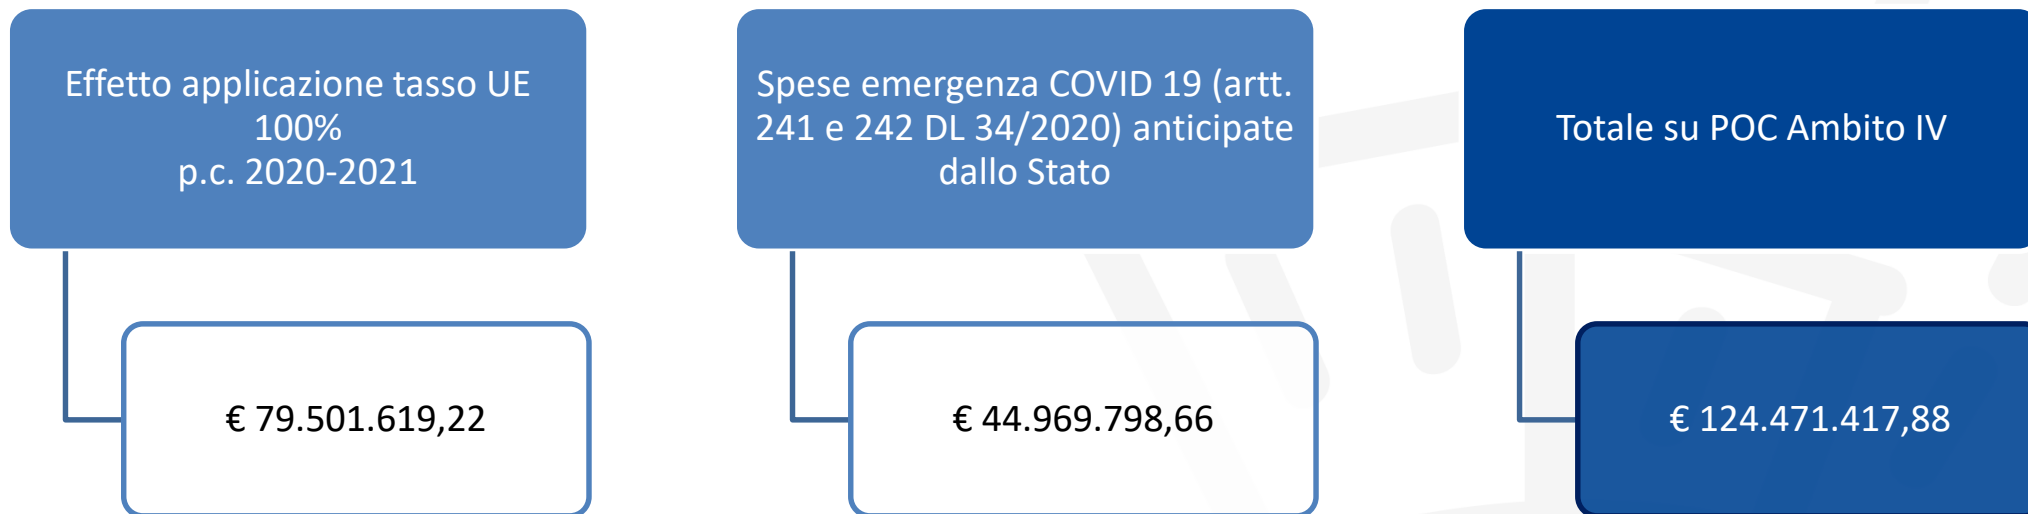 Effetto applicazione tasso UE
100%
p.c. 2020-2021
€ 79.501.619,22
Spese emergenza COVID 19 (artt.
241 e 242 DL 34/2020) anticipate
dallo Stato
€ 44.969.798,66
Totale su POC Ambito IV
€ 124.471.417,88